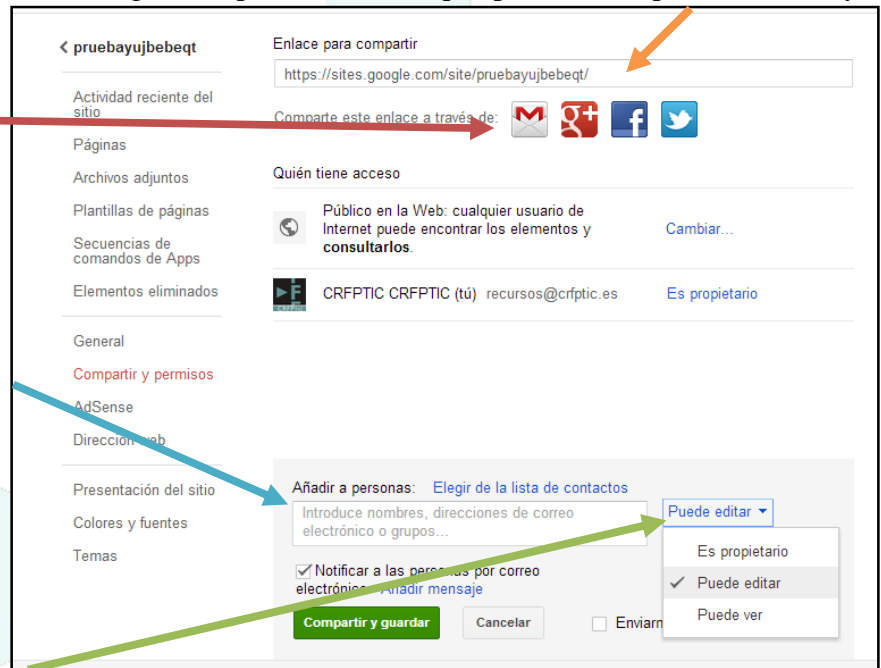 pruebayujbebeqt
Actividad reciente del
sitio
Páginas
Archivos adjuntos
Plantillas de páginas
Secuencias de
comandos de Apps
Elementos eliminados
General
Compartir y permisos
AdSense
Dirección web
Presentación del sitio
Colores y fuentes
Temas
Enlace para compartir
https://sites.google.com/site/pruebayujbebeqt/
Comparte este enlace a través de:
Quién tiene acceso
Público en la Web: cualquier usuario de
Internet puede encontrar los elementos y
consultarlos.
Cambiar...
CRFPTIC CRFPTIC (tú) recursos@crfptic.es
Es propietario
Añadir a personas: Elegir de la lista de contactos
Introduce nombres, direcciones de correo
electrónico o grupos...
Puede editar
Es propietario
Puede editar
Puede ver
Notificar a las personas por correo
electrónico Añadir mensaje
Compartir y guardar
Cancelar